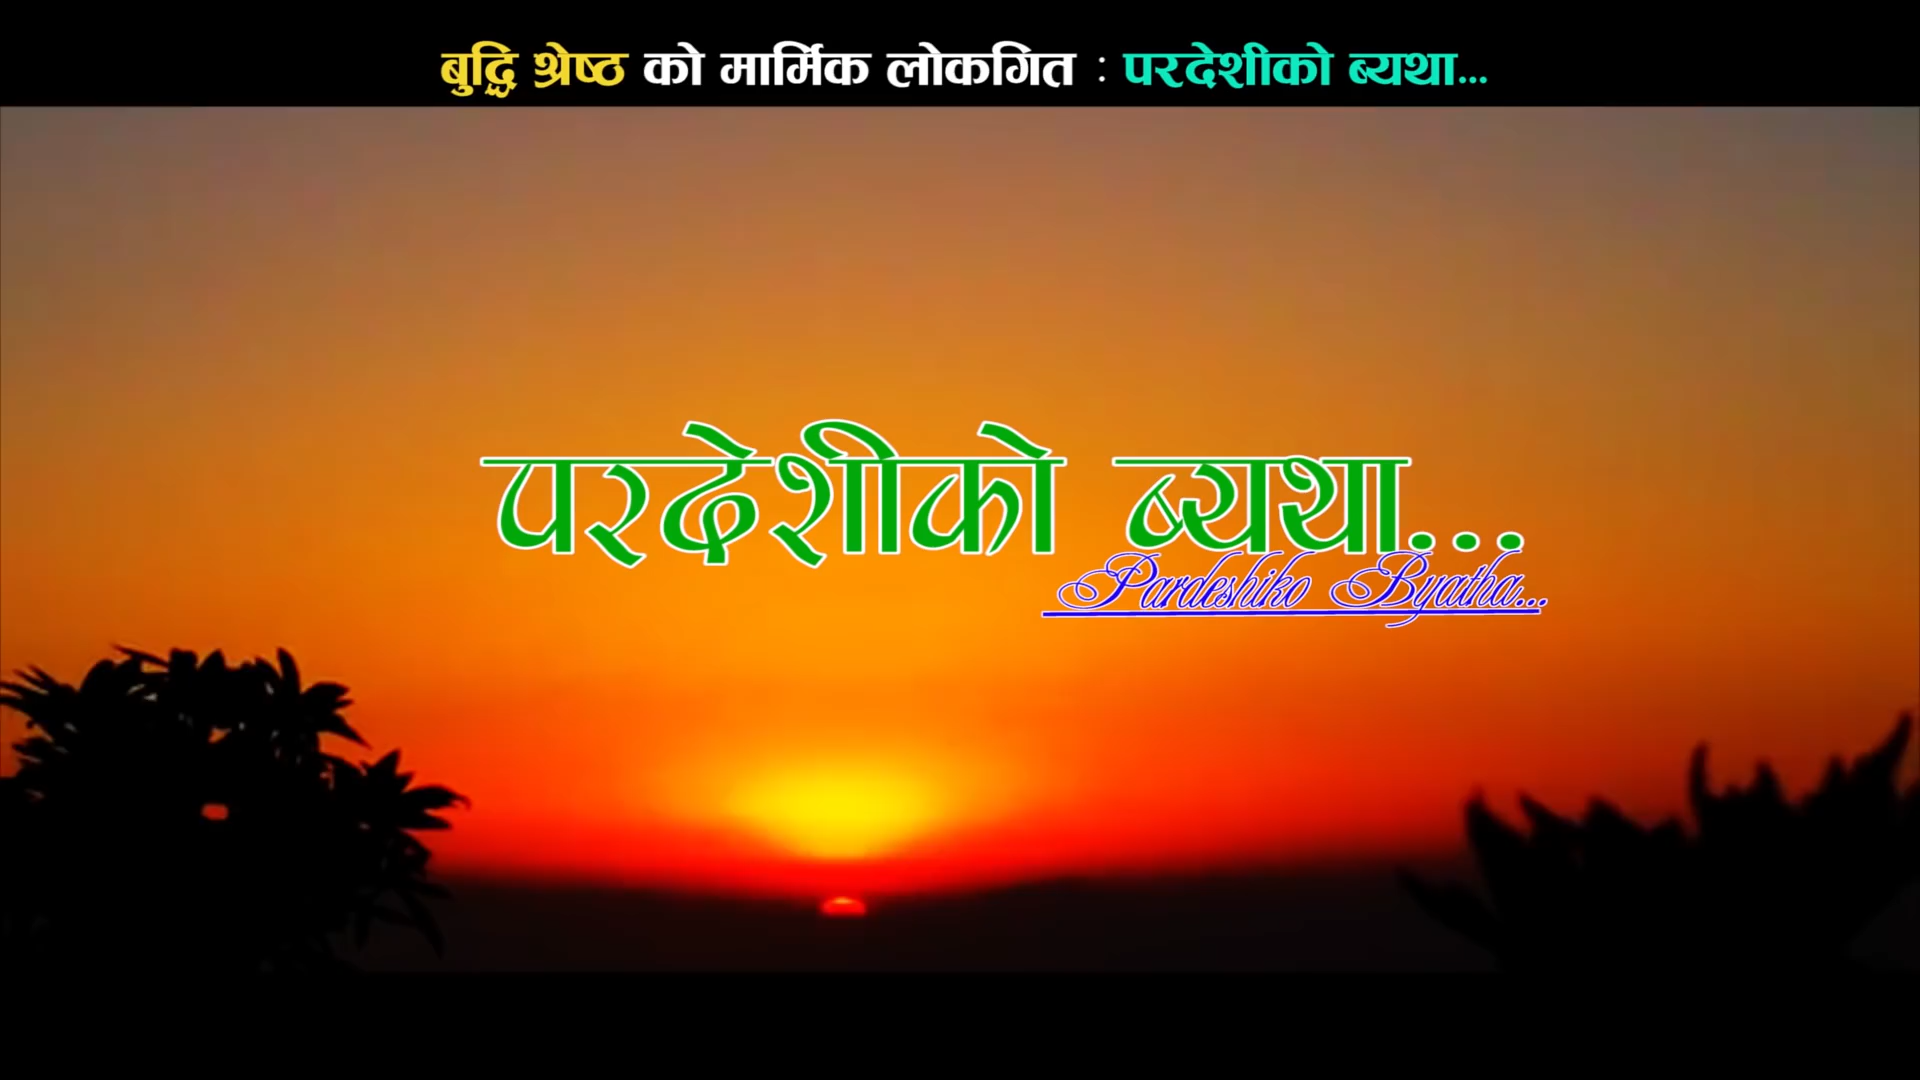 बुद्धि श्रेष्ठ को मार्मिक लोकगित : परदेशीको ब्यथा...
परदेशीको ब्यथा...
Pardeshiko Byatha...